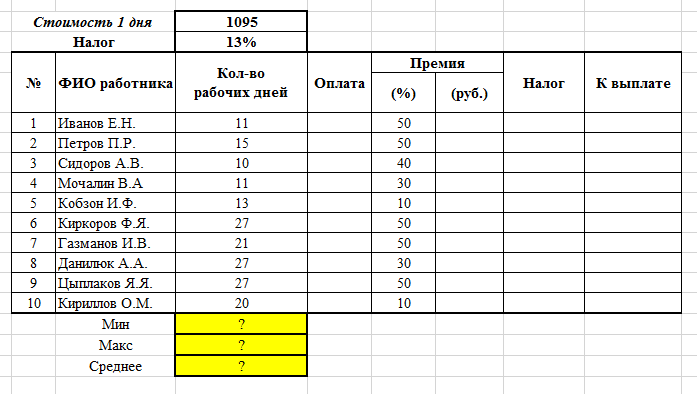 Стоимость 1 дня 1095
Налог 13%
№ ФИО работника Кол-во рабочих дней Оплата Премия Налог К выплате
(%) (руб.)
1 Иванов Е.Н. 11 50
2 Петров П.Р. 15 50
3 Сидоров А.В. 10 40
4 Мочалин В.А 11 30
5 Кобзон И.Ф. 13 10
6 Киркоров Ф.Я. 27 50
7 Газманов И.В. 21 50
8 Данилюк А.А. 27 30
9 Цыплаков Я.Я. 27 50
10 Кириллов О.М. 20 10
Мин ?
Макс ?
Среднее ?